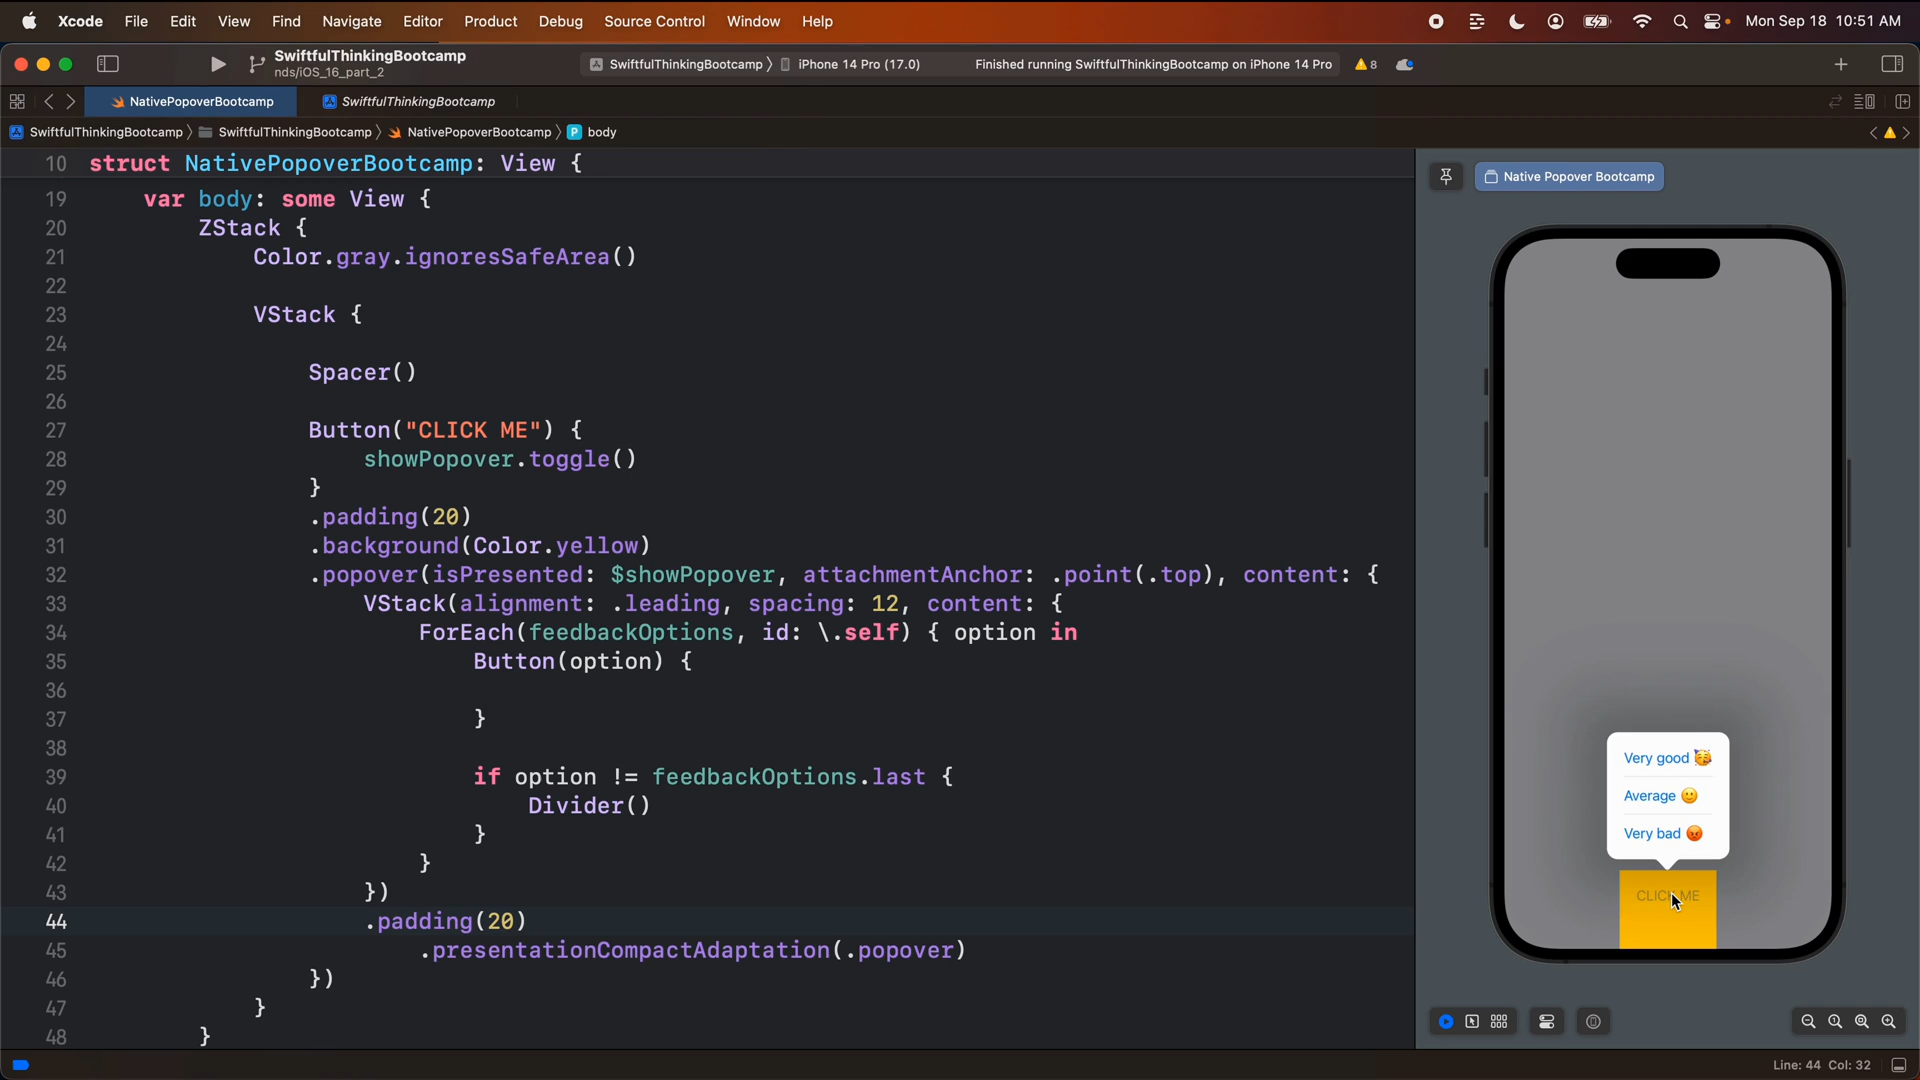 Xcode File Edit View Find Navigate Editor Product Debug Source Control Window Help Mon Sep 18 10:51 AM
SwiftfulThinkingBootcamp
nds/iOS_16_part_2
SwiftfulThinkingBootcamp 〉 iPhone 14 Pro (17.0) Finished running SwiftfulThinkingBootcamp on iPhone 14 Pro 8
NativePopoverBootcamp SwiftfulThinkingBootcamp
SwiftfulThinkingBootcamp 〉 SwiftfulThinkingBootcamp 〉 NativePopoverBootcamp 〉 P body
10 struct NativePopoverBootcamp: View {
19 var body: some View {
20 ZStack {
21 Color.gray.ignoresSafeArea()
22
23 VStack {
24
25 Spacer()
26
27 Button("CLICK ME") {
28 showPopover.toggle()
29 }
30 .padding(20)
31 .background(Color.yellow)
32 .popover(isPresented: $showPopover, attachmentAnchor: .point(.top), content: {
33 VStack(alignment: .leading, spacing: 12, content: {
34 ForEach(feedbackOptions, id: \.self) { option in
35 Button(option) {
36
37 }
38
39 if option != feedbackOptions.last {
40 Divider()
41 }
42 }
43 })
44 .padding(20)
45 .presentationCompactAdaptation(.popover)
46 })
47 }
48 }
Native Popover Bootcamp
Very good 🥳
Average 🙂
Very bad 😡
CLICK ME
Line: 44 Col: 32